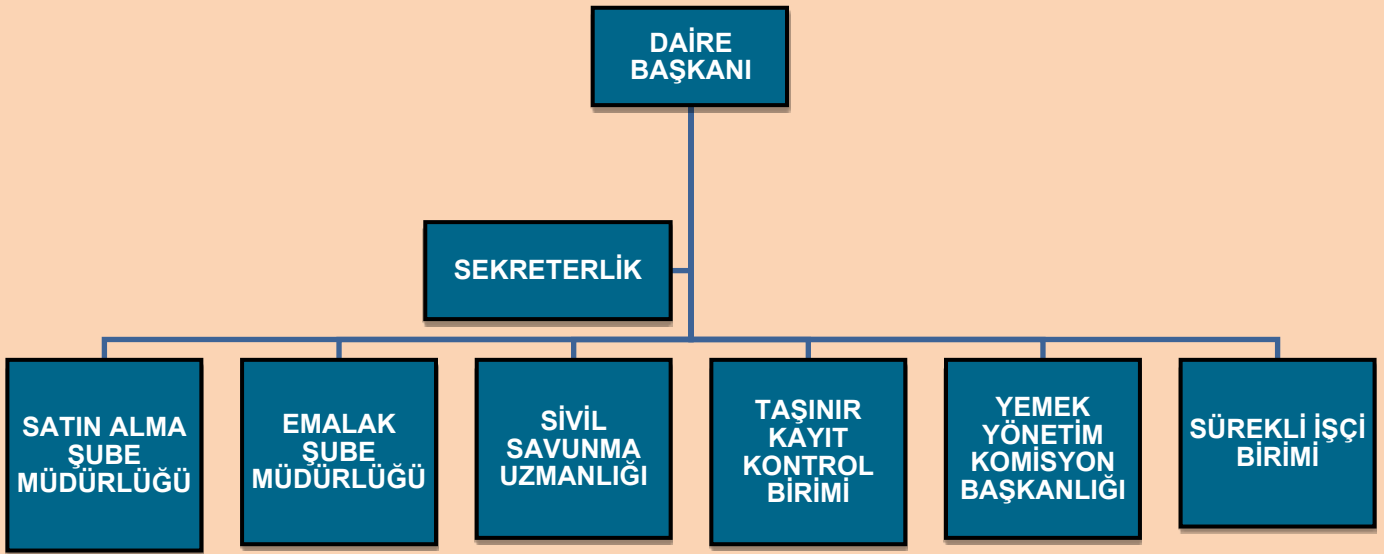 DAİRE
BAŞKANI
SEKRETERLİK
SATIN ALMA
ŞUBE
MÜDÜRLÜĞÜ
EMALAK
ŞUBE
MÜDÜRLÜĞÜ
SİVİL
SAVUNMA
UZMANLIĞI
TAŞINIR
KAYIT
KONTROL
BİRİMİ
YEMEK
YÖNETİM
KOMİSYON
BAŞKANLIĞI
SÜREKLİ İŞÇİ
BİRİMİ